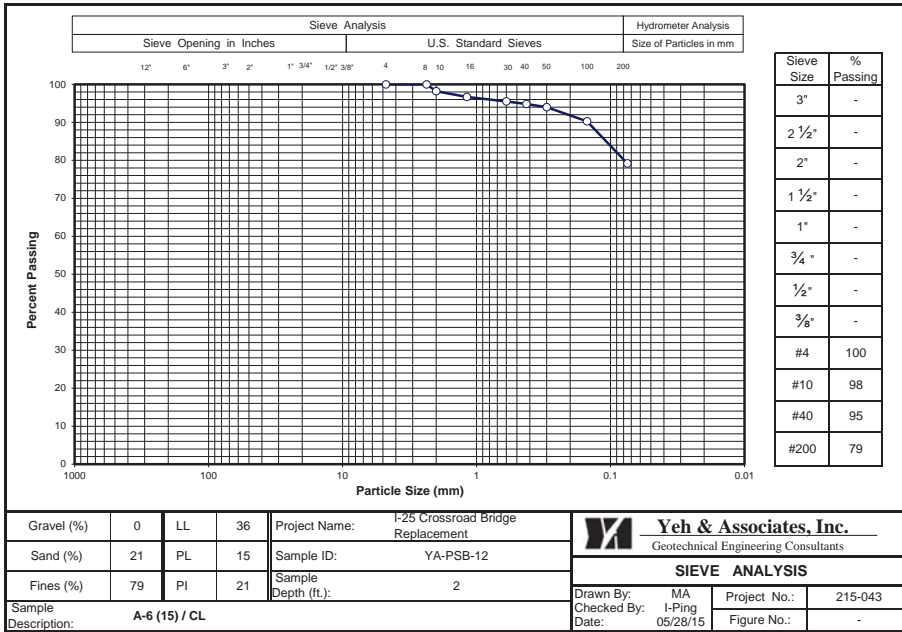 Sieve Analysis
Hydrometer Analysis
Sieve Opening in Inches
U.S. Standard Sieves
Size of Particles in mm
12" 6" 3" 2" 1" 3/4" 1/2" 3/8" 4 8 10 16 30 40 50 100 200
Percent Passing
100
90
80
70
60
50
40
30
20
10
0
1000 100 10 1 0.1 0.01
Particle Size (mm)
Sieve Size % Passing
3" -
2 ½" -
2" -
1 ½" -
1" -
¾ " -
½" -
⅜" -
#4 100
#10 98
#40 95
#200 79
Gravel (%) 0 LL 36 Project Name: I-25 Crossroad Bridge Replacement
Sand (%) 21 PL 15 Sample ID: YA-PSB-12
Fines (%) 79 PI 21 Sample Depth (ft.): 2
Sample Description: A-6 (15) / CL
Yeh & Associates, Inc.
Geotechnical Engineering Consultants
SIEVE ANALYSIS
Drawn By: MA
Checked By: I-Ping
Date: 05/28/15
Project No.: 215-043
Figure No.: -